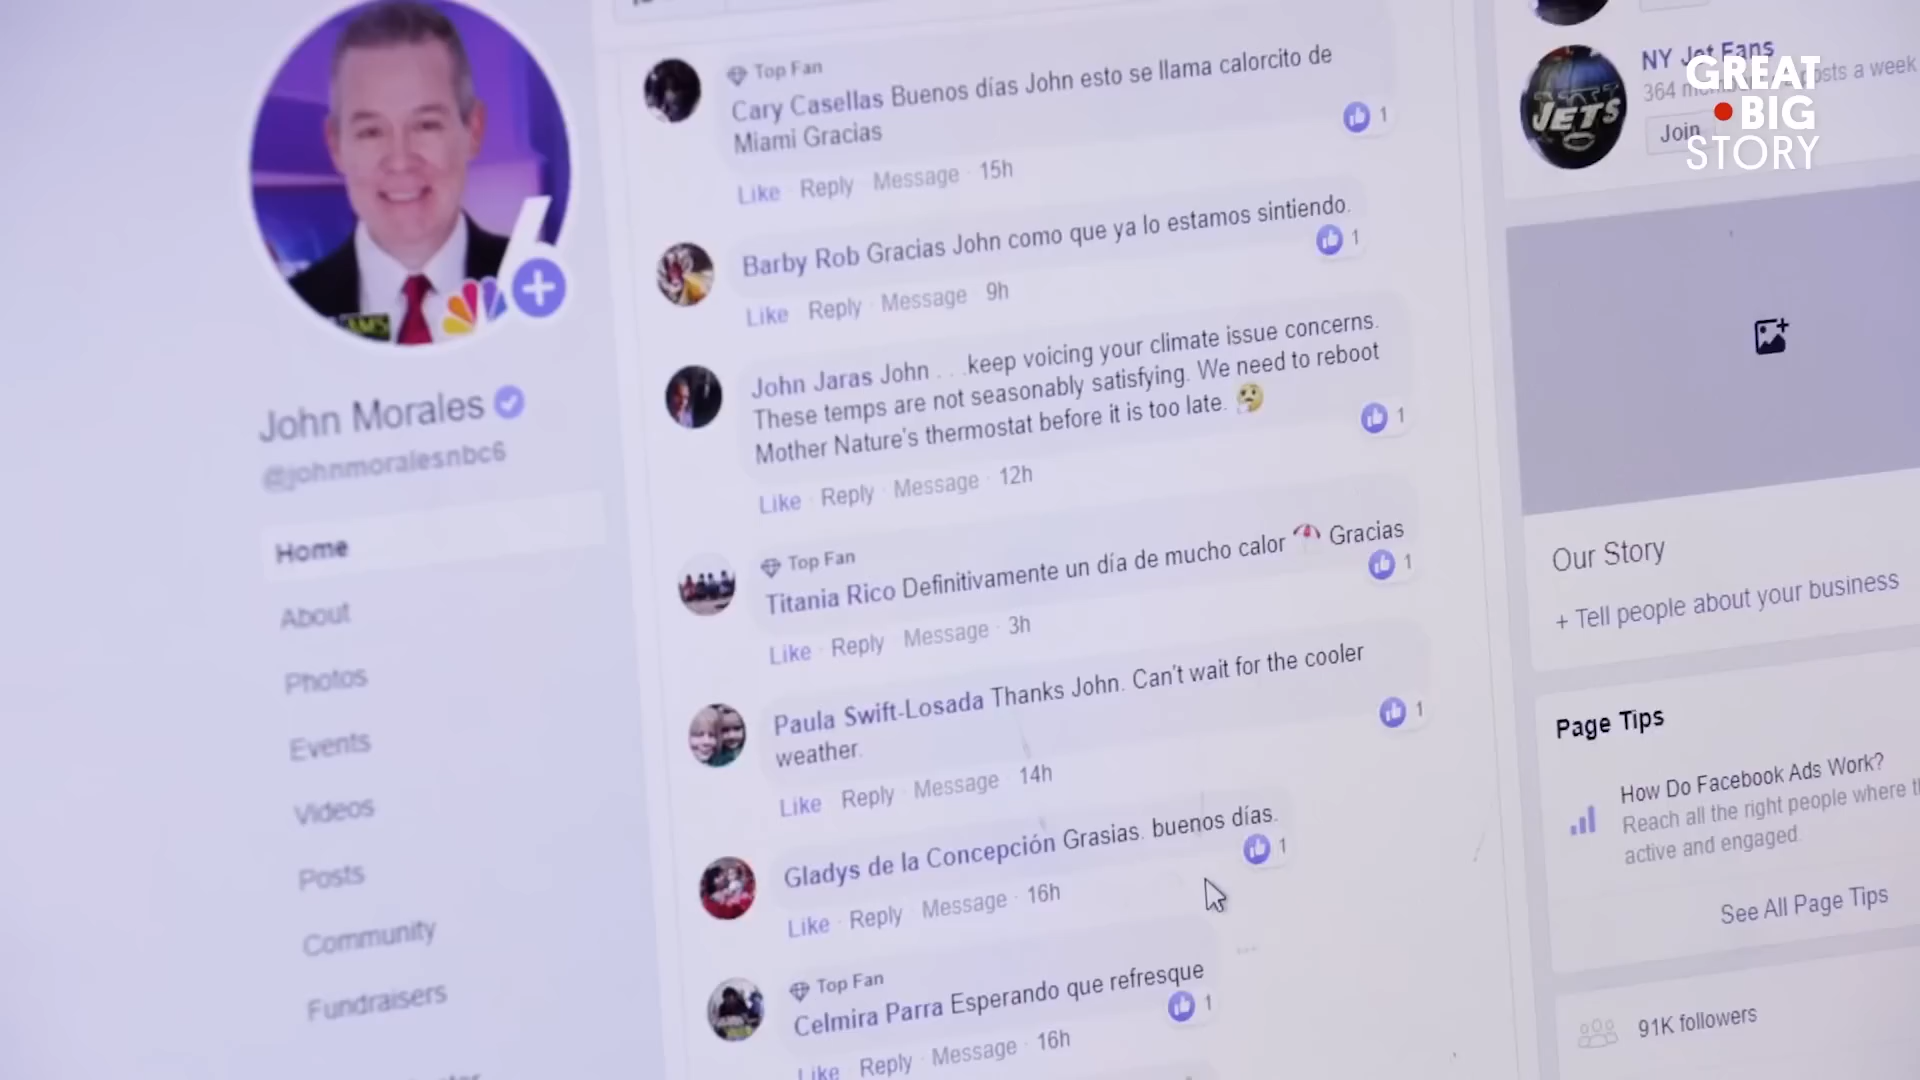 John Morales
@johnmoralesnbc6
Home
About
Photos
Events
Videos
Posts
Community
Fundraisers
Top Fan
Cary Casellas Buenos días John esto se llama calorcito de
Miami Gracias
1
Like Reply Message · 15h
Barby Rob Gracias John como que ya lo estamos sintiendo.
1
Like Reply Message 9h
John Jaras John . . .keep voicing your climate issue concerns.
These temps are not seasonably satisfying. We need to reboot
Mother Nature's thermostat before it is too late. 🤔
1
Like · Reply · Message · 12h
Top Fan
Titania Rico Definitivamente un día de mucho calor ⛱ Gracias
1
Like · Reply Message · 3h
Paula Swift-Losada Thanks John. Can't wait for the cooler
weather.
1
Like Reply · Message 14h
Gladys de la Concepción Grasias. buenos días.
1
Like · Reply · Message · 16h
Top Fan
Celmira Parra Esperando que refresque
1
Like Reply · Message · 16h
NY Jet Fans
364 posts a week
JETS
Join
GREAT
BIG
STORY
Our Story
+ Tell people about your business
Page Tips
How Do Facebook Ads Work?
Reach all the right people where
active and engaged.
See All Page Tips
91K followers